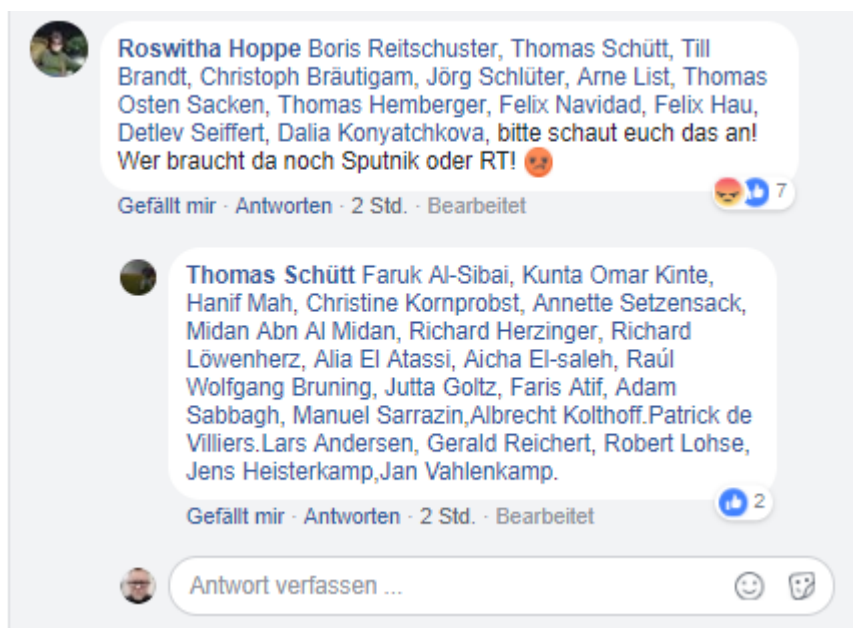 Roswitha Hoppe Boris Reitschuster, Thomas Schütt, Till
Brandt, Christoph Bräutigam, Jörg Schlüter, Arne List, Thomas
Osten Sacken, Thomas Hemberger, Felix Navidad, Felix Hau,
Detlev Seiffert, Dalia Konyatchkova, bitte schaut euch das an!
Wer braucht da noch Sputnik oder RT! 😡
7
Gefällt mir · Antworten · 2 Std. · Bearbeitet
Thomas Schütt Faruk Al-Sibai, Kunta Omar Kinte,
Hanif Mah, Christine Kornprobst, Annette Setzensack,
Midan Abn Al Midan, Richard Herzinger, Richard
Löwenherz, Alia El Atassi, Aicha El-saleh, Raúl
Wolfgang Bruning, Jutta Goltz, Faris Atif, Adam
Sabbagh, Manuel Sarrazin,Albrecht Kolthoff.Patrick de
Villiers.Lars Andersen, Gerald Reichert, Robert Lohse,
Jens Heisterkamp,Jan Vahlenkamp.
2
Gefällt mir · Antworten · 2 Std. · Bearbeitet
Antwort verfassen ...